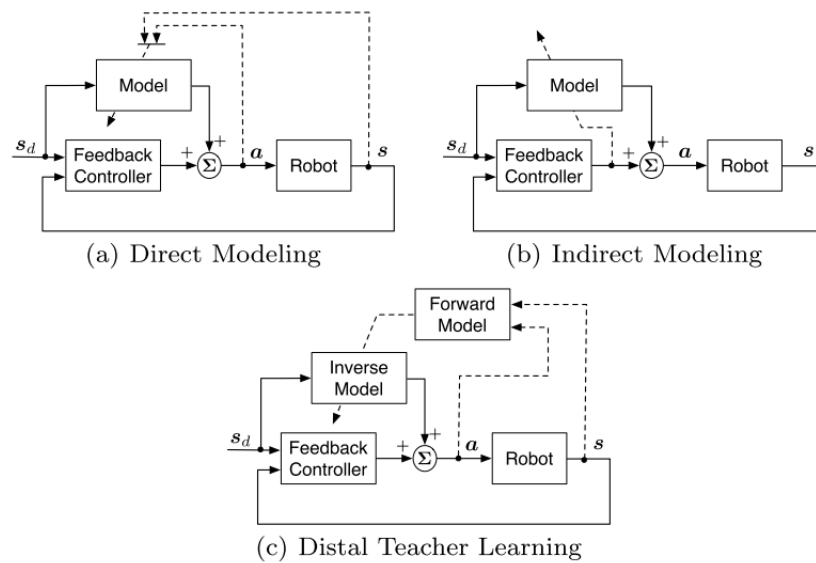 Model
s_d
Feedback
Controller
+
+
Σ
a
Robot
s
(a) Direct Modeling
Model
s_d
Feedback
Controller
+
+
Σ
a
Robot
s
(b) Indirect Modeling
Forward
Model
Inverse
Model
s_d
Feedback
Controller
+
+
Σ
a
Robot
s
(c) Distal Teacher Learning